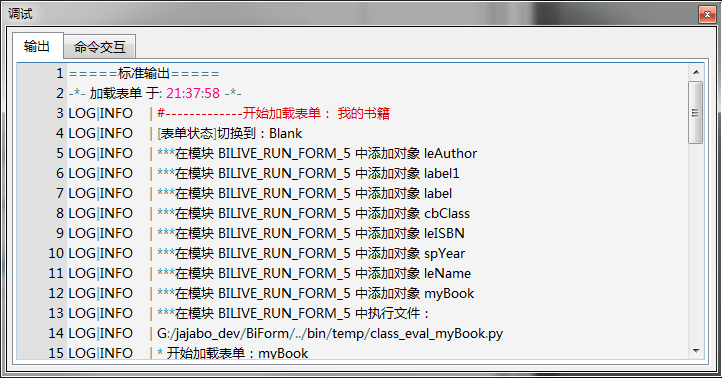 调试
输出 命令交互
1 =====标准输出=====
2 -*- 加载表单 于: 21:37:58 -*-
3 LOG|INFO | #-------------开始加载表单： 我的书籍
4 LOG|INFO | [表单状态]切换到：Blank
5 LOG|INFO | ***在模块 BILIVE_RUN_FORM_5 中添加对象 leAuthor
6 LOG|INFO | ***在模块 BILIVE_RUN_FORM_5 中添加对象 label1
7 LOG|INFO | ***在模块 BILIVE_RUN_FORM_5 中添加对象 label
8 LOG|INFO | ***在模块 BILIVE_RUN_FORM_5 中添加对象 cbClass
9 LOG|INFO | ***在模块 BILIVE_RUN_FORM_5 中添加对象 leISBN
10 LOG|INFO | ***在模块 BILIVE_RUN_FORM_5 中添加对象 spYear
11 LOG|INFO | ***在模块 BILIVE_RUN_FORM_5 中添加对象 leName
12 LOG|INFO | ***在模块 BILIVE_RUN_FORM_5 中添加对象 myBook
13 LOG|INFO | ***在模块 BILIVE_RUN_FORM_5 中执行文件：
14 LOG|INFO | G:/jajabo_dev/BiForm/../bin/temp/class_eval_myBook.py
15 LOG|INFO | * 开始加载表单：myBook